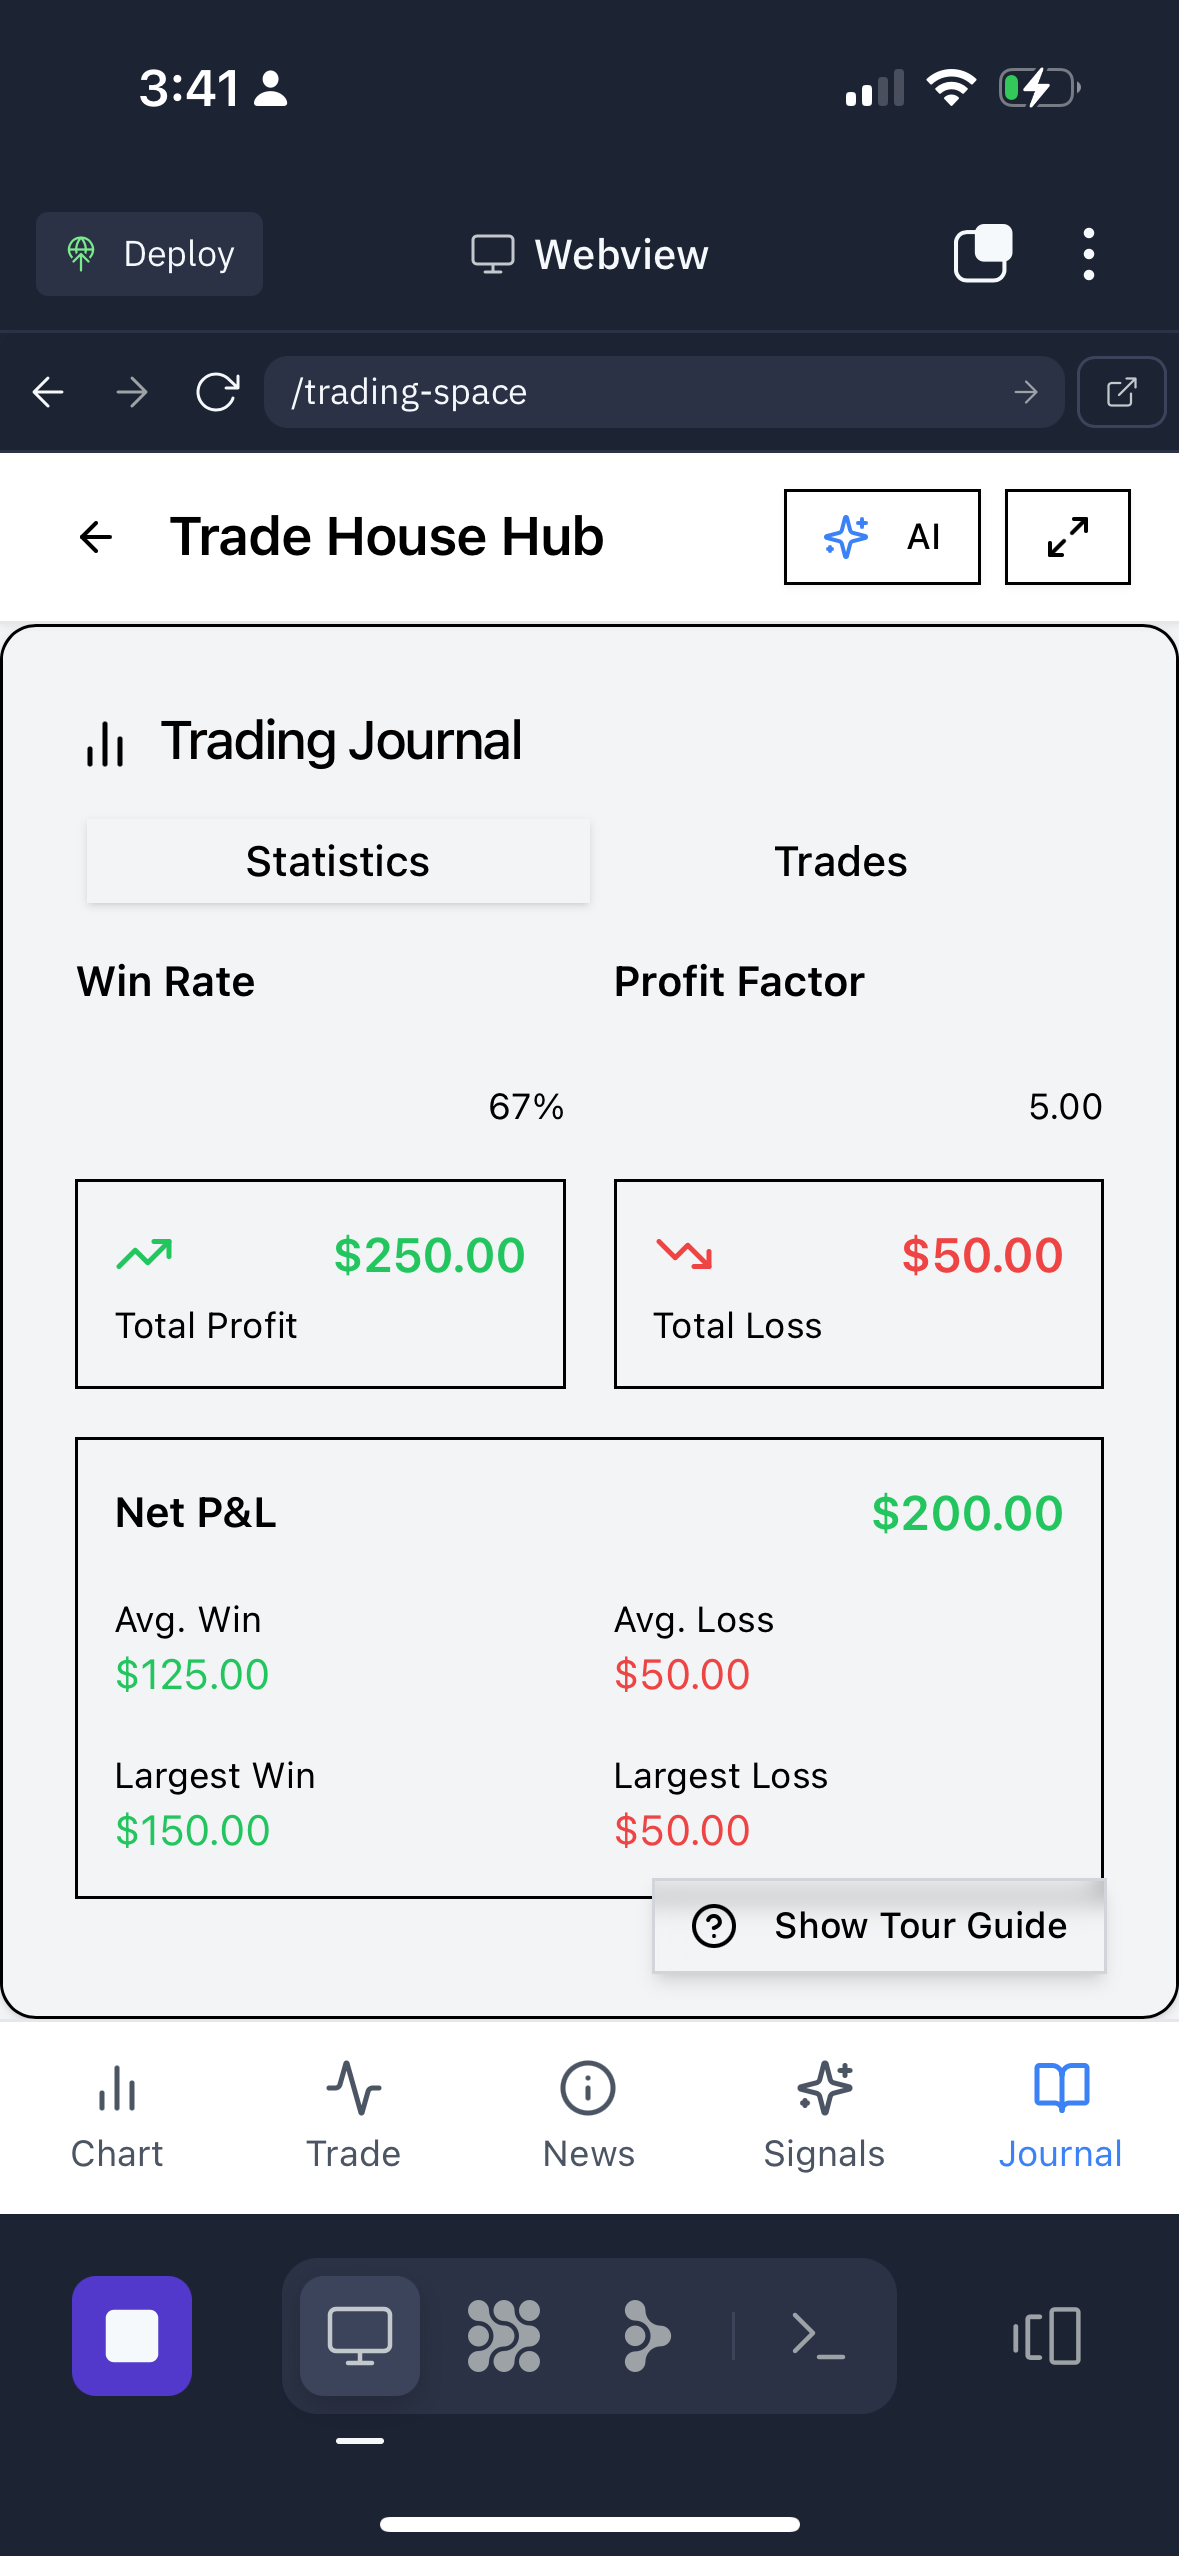 3:41
Deploy
Webview
/trading-space
Trade House Hub
AI
Trading Journal
Statistics
Trades
Win Rate
Profit Factor
67%
5.00
$250.00
Total Profit
$50.00
Total Loss
Net P&L
$200.00
Avg. Win
Avg. Loss
$125.00
$50.00
Largest Win
Largest Loss
$150.00
$50.00
Show Tour Guide
Chart
Trade
News
Signals
Journal